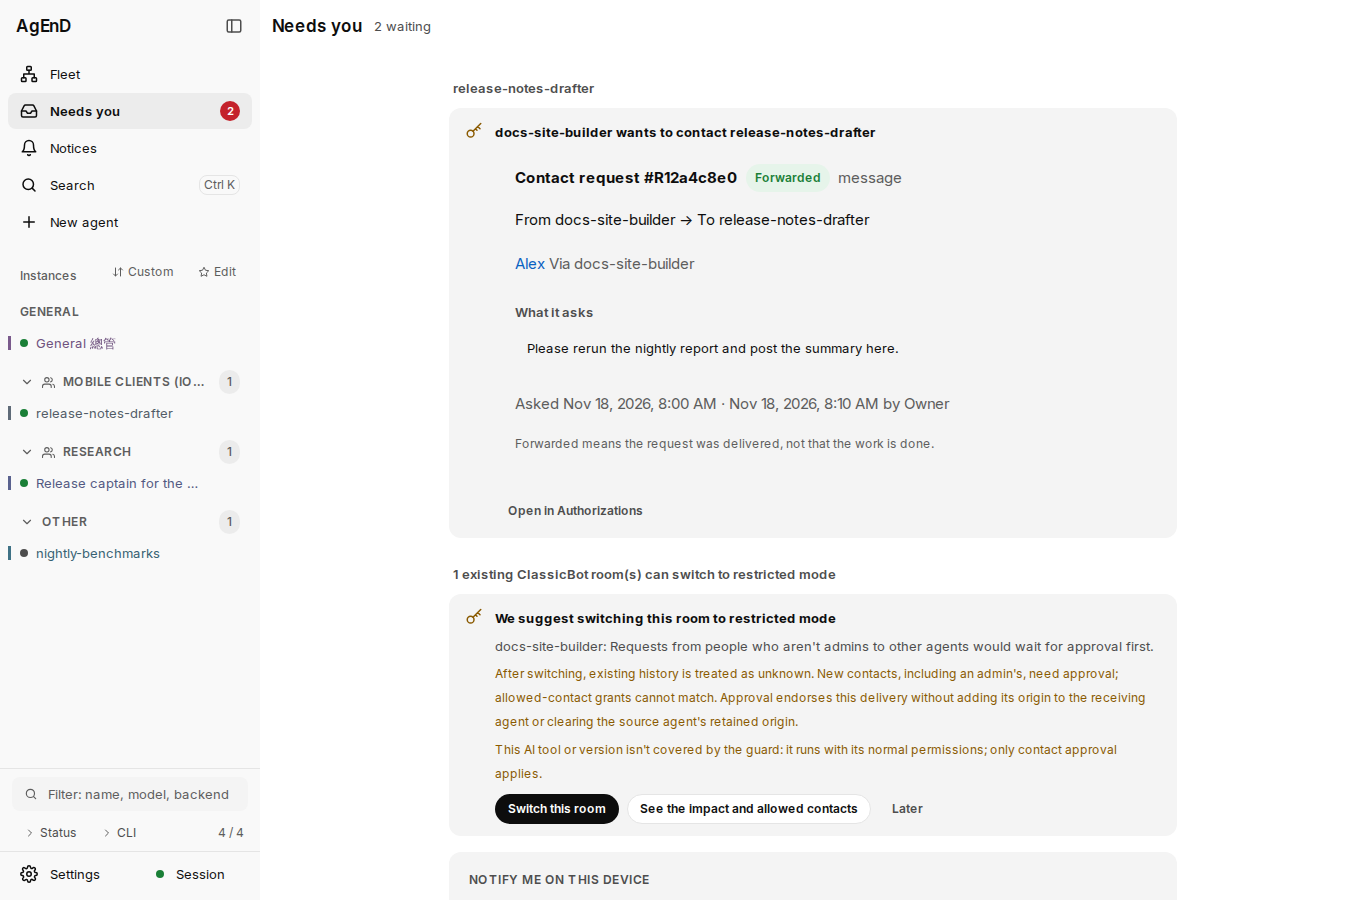 AgEnD
Fleet
Needs you
2
Notices
Search
Ctrl K
New agent
Instances
Custom
Edit
GENERAL
General 總管
MOBILE CLIENTS (IO...
1
release-notes-drafter
RESEARCH
1
Release captain for the ...
OTHER
1
nightly-benchmarks
Filter: name, model, backend
Status
CLI
4 / 4
Settings
Session
Needs you
2 waiting
release-notes-drafter
docs-site-builder wants to contact release-notes-drafter
Contact request #R12a4c8e0
Forwarded
message
From docs-site-builder → To release-notes-drafter
Alex Via docs-site-builder
What it asks
Please rerun the nightly report and post the summary here.
Asked Nov 18, 2026, 8:00 AM · Nov 18, 2026, 8:10 AM by Owner
Forwarded means the request was delivered, not that the work is done.
Open in Authorizations
1 existing ClassicBot room(s) can switch to restricted mode
We suggest switching this room to restricted mode
docs-site-builder: Requests from people who aren't admins to other agents would wait for approval first.
After switching, existing history is treated as unknown. New contacts, including an admin's, need approval;
allowed-contact grants cannot match. Approval endorses this delivery without adding its origin to the receiving
agent or clearing the source agent's retained origin.
This AI tool or version isn't covered by the guard: it runs with its normal permissions; only contact approval
applies.
Switch this room
See the impact and allowed contacts
Later
NOTIFY ME ON THIS DEVICE